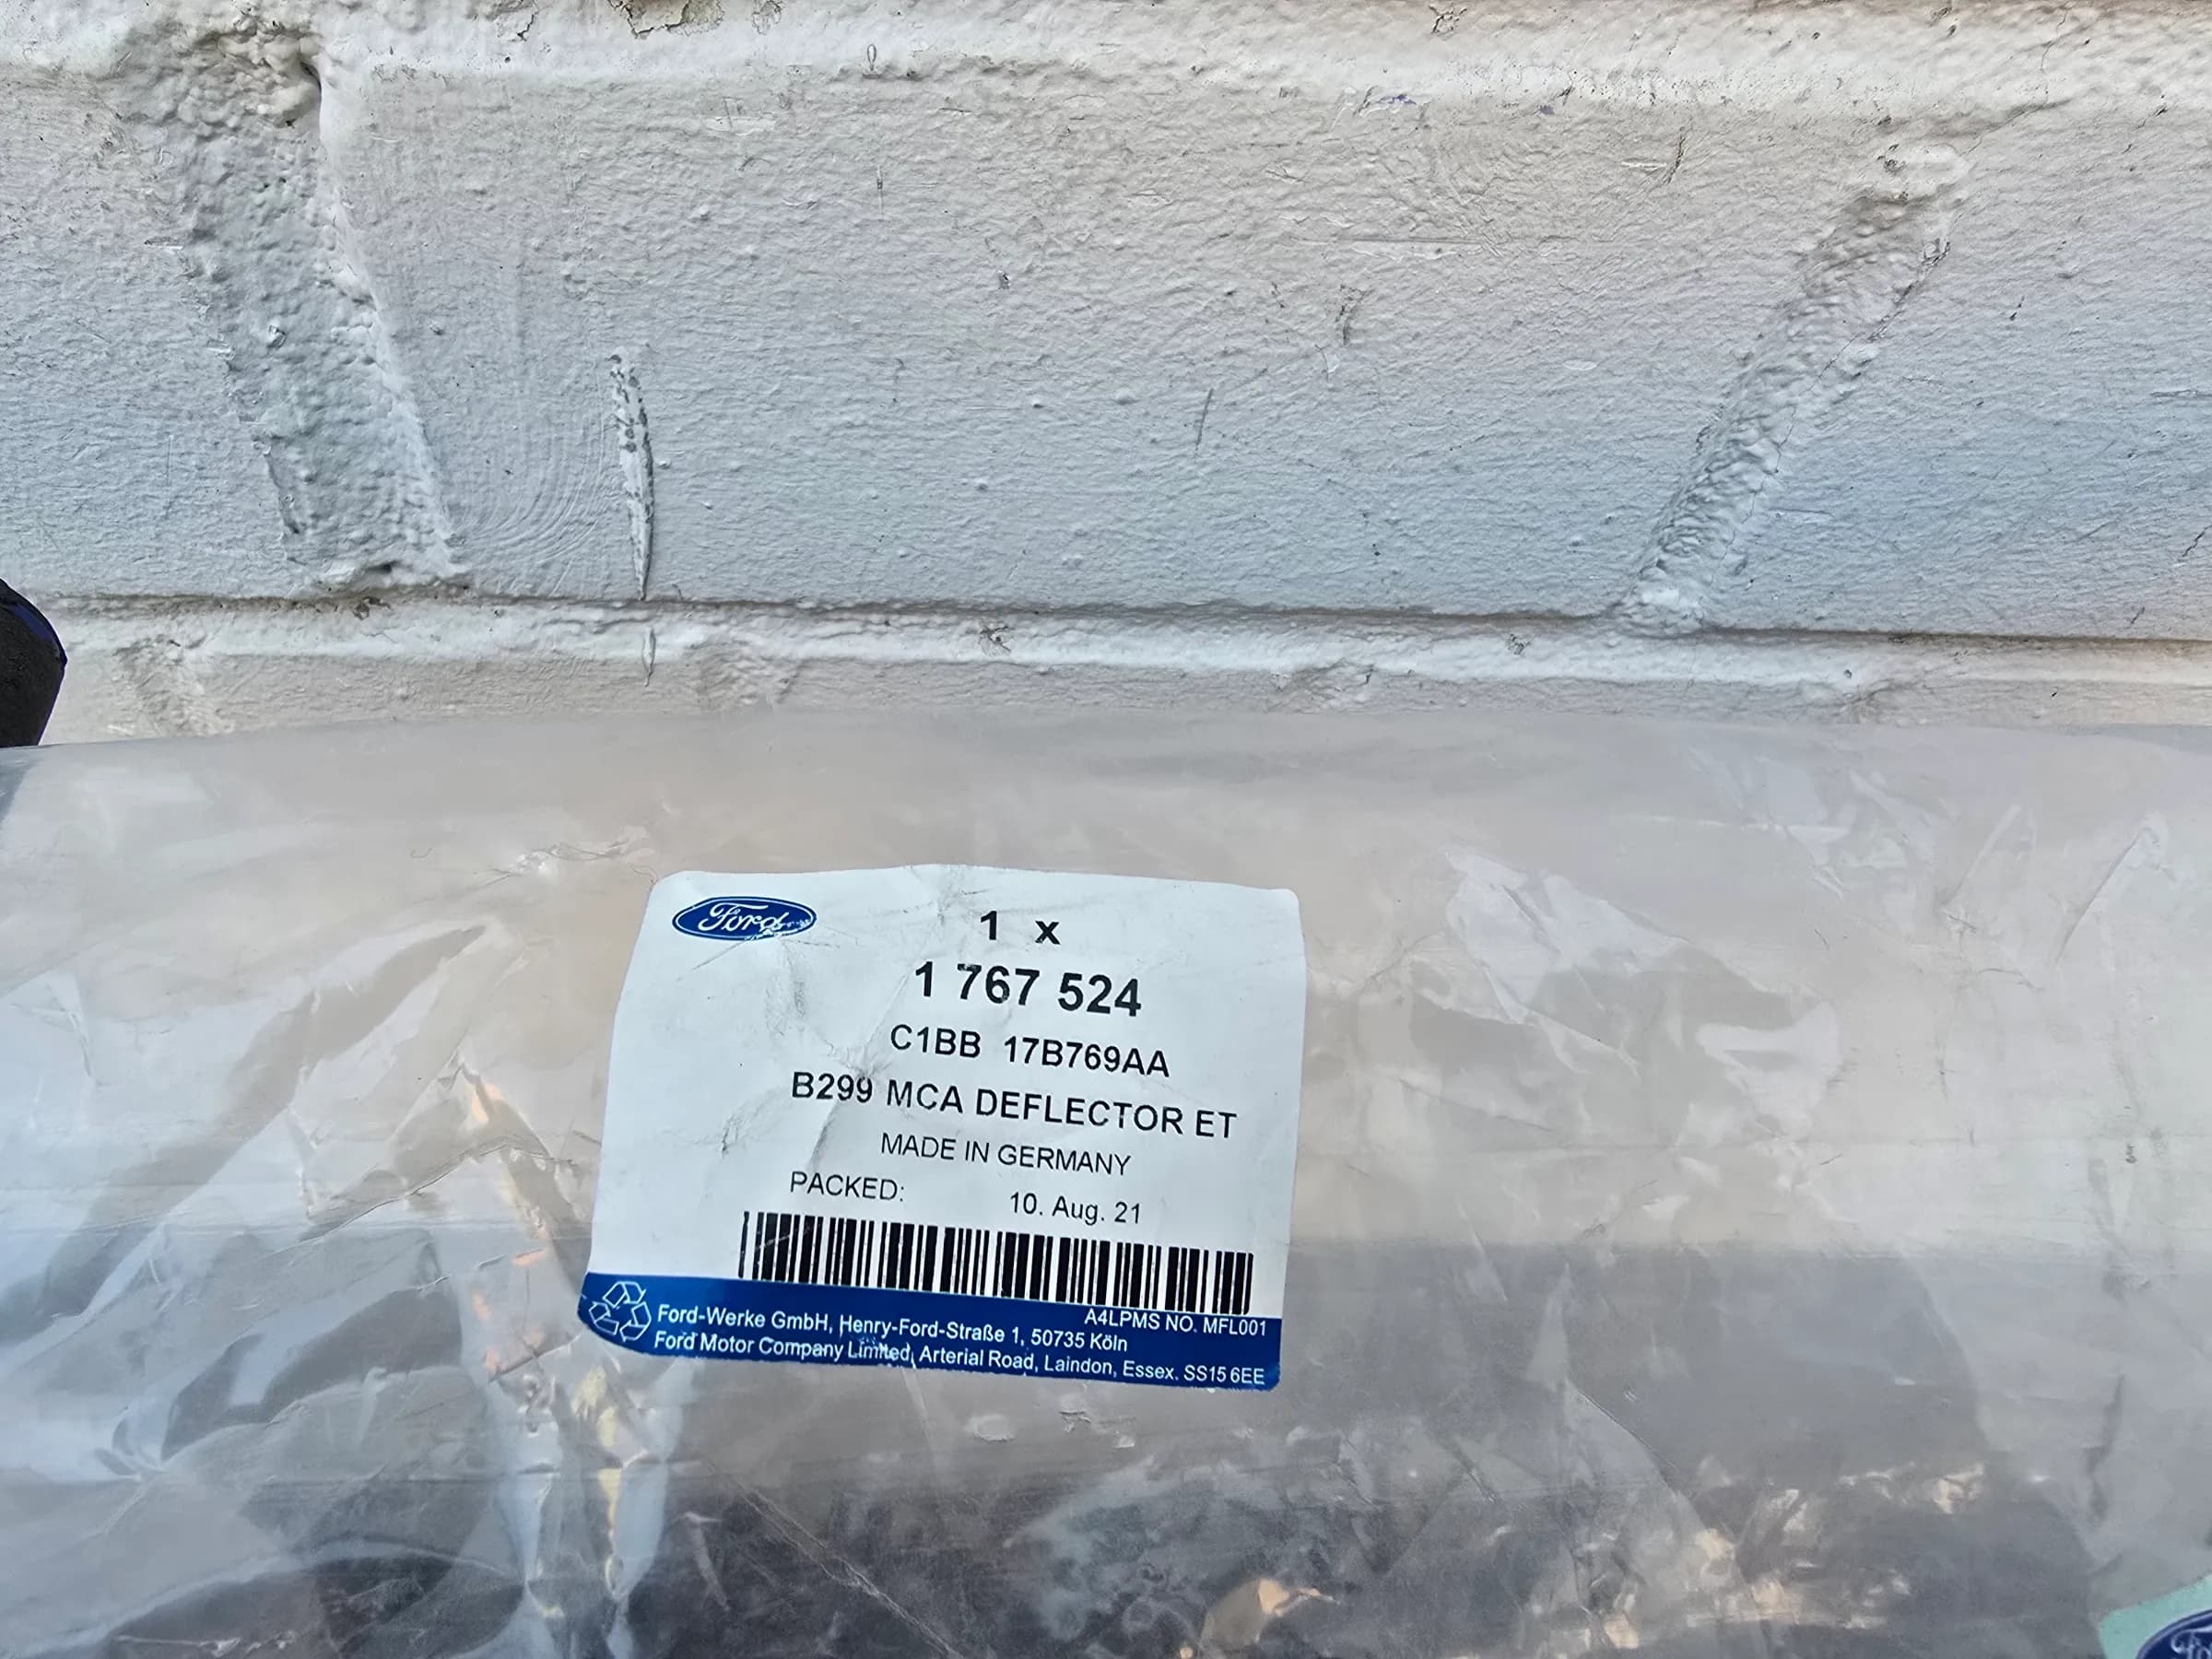 Ford
1 x
1 767 524
C1BB 17B769AA
B299 MCA DEFLECTOR ET
MADE IN GERMANY
PACKED: 10. Aug. 21
A4LPMS NO. MFL001
Ford-Werke GmbH, Henry-Ford-Straße 1, 50735 Köln
Ford Motor Company Limited, Arterial Road, Laindon, Essex. SS15 6EE